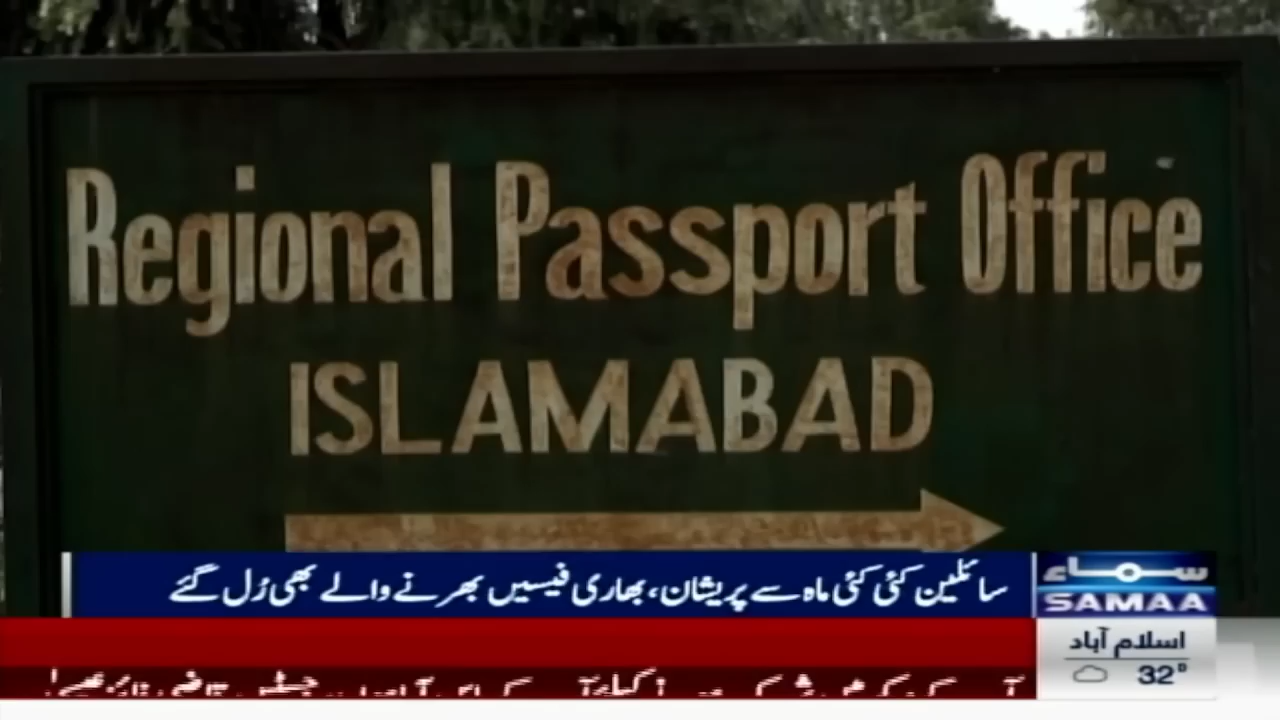 Regional Passport Office
ISLAMABAD
سائلین کئی کئی ماہ سے پریشان، بھاری فیسیں بھرنے والے بھی رُل گئے
سماء
SAMAA
اسلام آباد
32°